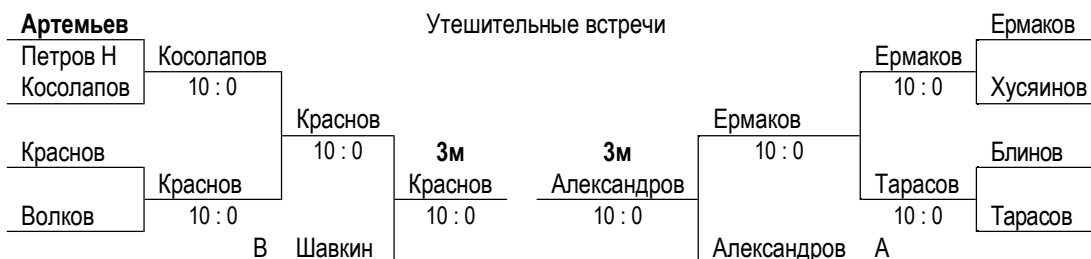 Артемьев Утешительные встречи Ермаков
Петров Н Косолапов Ермаков
Косолапов 10 : 0 10 : 0 Хусяинов
Краснов Ермаков
Краснов 10 : 0 3м 3м 10 : 0 Блинов
Краснов Краснов Александров Тарасов
Волков 10 : 0 10 : 0 10 : 0 10 : 0 Тарасов
В Шавкин Александров А